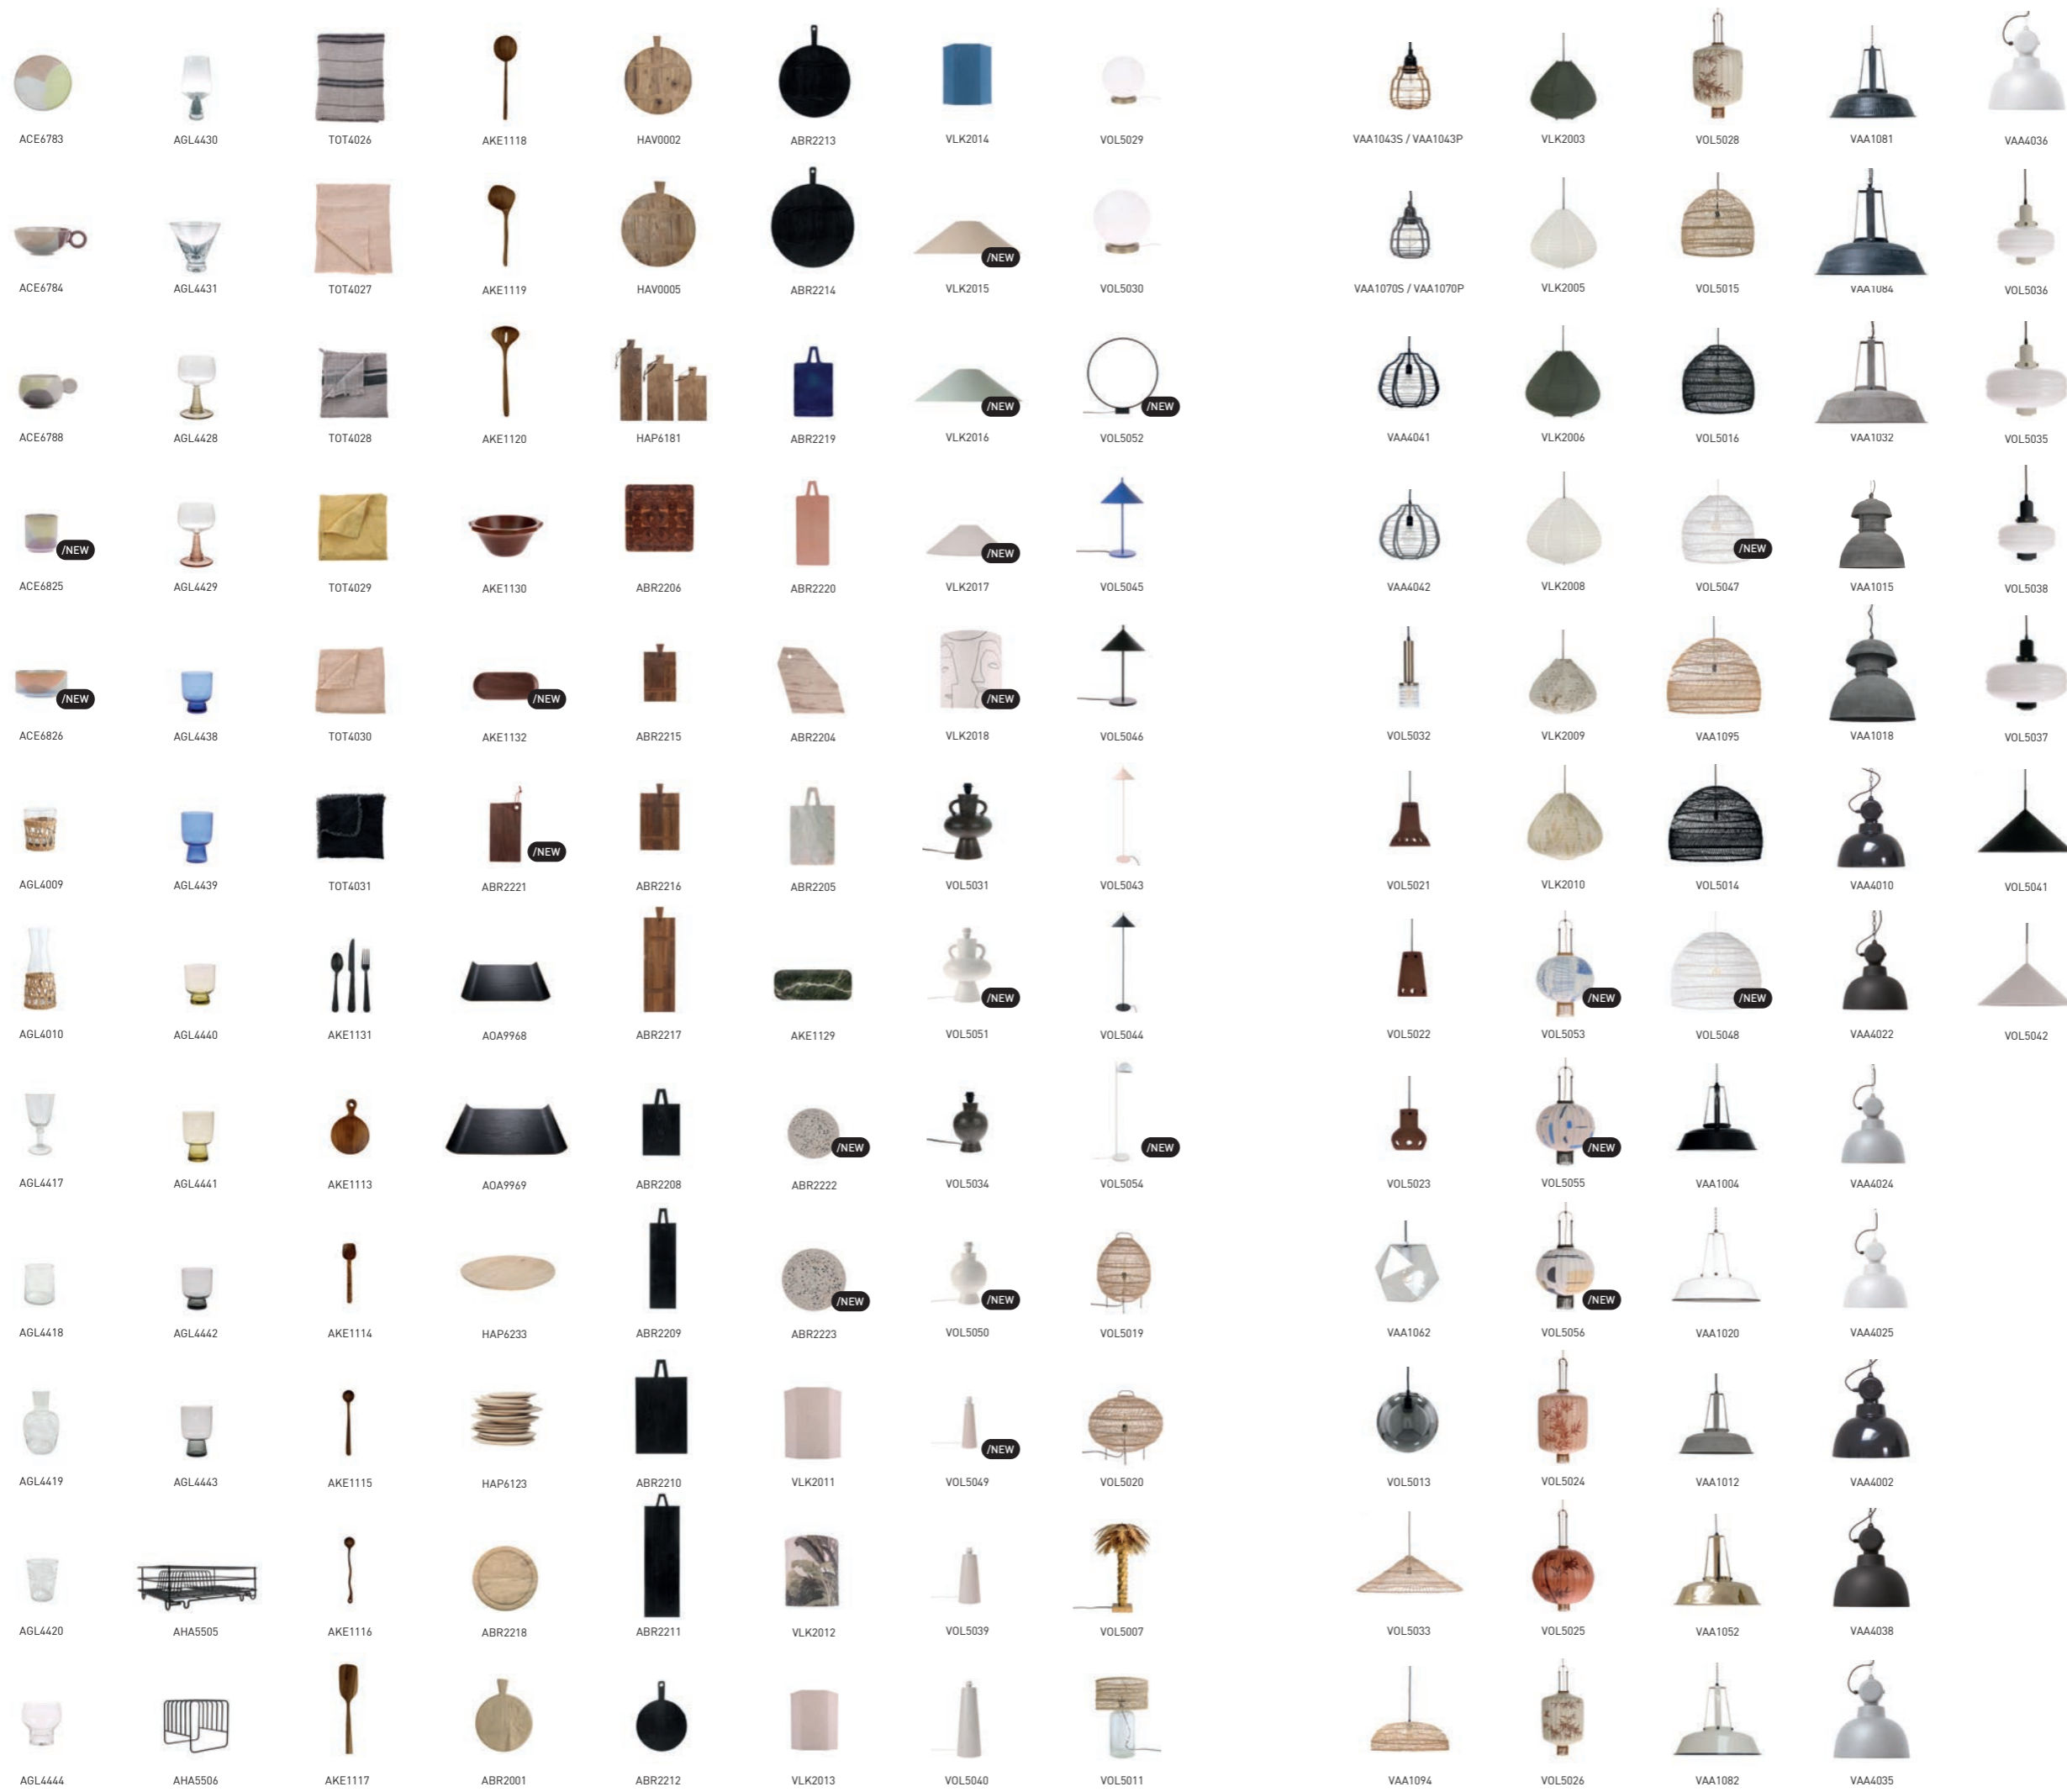 ACE6783 AGL4430 TOT4026 AKE1118 HAV0002 ABR2213 VLK2014 VOL5029 VAA1043S / VAA1043P VLK2003 VOL5028 VAA1081 VAA4036
/NEW
ACE6784 AGL4431 TOT4027 AKE1119 HAV0005 ABR2214 VLK2015 VOL5030 VAA1070S / VAA1070P VLK2005 VOL5015 VAA1084 VOL5036
/NEW /NEW
ACE6788 AGL4428 TOT4028 AKE1120 HAP6181 ABR2219 VLK2016 VOL5052 VAA4041 VLK2006 VOL5016 VAA1032 VOL5035
/NEW /NEW /NEW
ACE6825 AGL4429 TOT4029 AKE1130 ABR2206 ABR2220 VLK2017 VOL5045 VAA4042 VLK2008 VOL5047 VAA1015 VOL5038
/NEW /NEW /NEW
ACE6826 AGL4438 TOT4030 AKE1132 ABR2215 ABR2204 VLK2018 VOL5046 VOL5032 VLK2009 VAA1095 VAA1018 VOL5037
/NEW
AGL4009 AGL4439 TOT4031 ABR2221 ABR2216 ABR2205 VOL5031 VOL5043 VOL5021 VLK2010 VOL5014 VAA4010 VOL5041
/NEW /NEW /NEW
AGL4010 AGL4440 AKE1131 AOA9968 ABR2217 AKE1129 VOL5051 VOL5044 VOL5022 VOL5053 VOL5048 VAA4022 VOL5042
/NEW /NEW /NEW
AGL4417 AGL4441 AKE1113 AOA9969 ABR2208 ABR2222 VOL5034 VOL5054 VOL5023 VOL5055 VAA1004 VAA4024
/NEW /NEW /NEW
AGL4418 AGL4442 AKE1114 HAP6233 ABR2209 ABR2223 VOL5050 VOL5019 VAA1062 VOL5056 VAA1020 VAA4025
/NEW
AGL4419 AGL4443 AKE1115 HAP6123 ABR2210 VLK2011 VOL5049 VOL5020 VOL5013 VOL5024 VAA1012 VAA4002
AGL4420 AHA5505 AKE1116 ABR2218 ABR2211 VLK2012 VOL5039 VOL5007 VOL5033 VOL5025 VAA1052 VAA4038
AGL4444 AHA5506 AKE1117 ABR2001 ABR2212 VLK2013 VOL5040 VOL5011 VAA1094 VOL5026 VAA1082 VAA4035